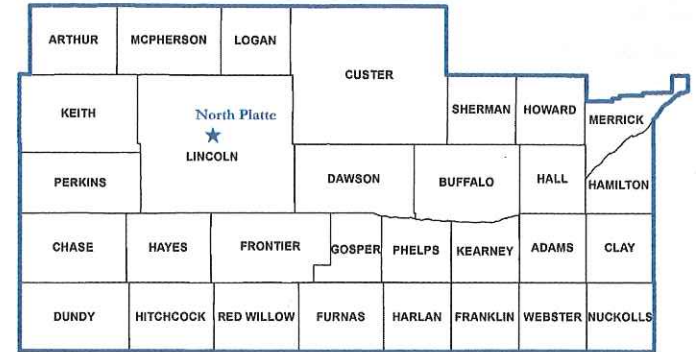 ARTHUR MCPHERSON LOGAN
CUSTER
KEITH
North Platte
SHERMAN HOWARD
MERRICK
LINCOLN
PERKINS
DAWSON
BUFFALO
HALL
HAMILTON
CHASE HAYES FRONTIER GOSPER PHELPS KEARNEY ADAMS CLAY
DUNDY HITCHCOCK RED WILLOW FURNAS HARLAN FRANKLIN WEBSTER NUCKOLLS